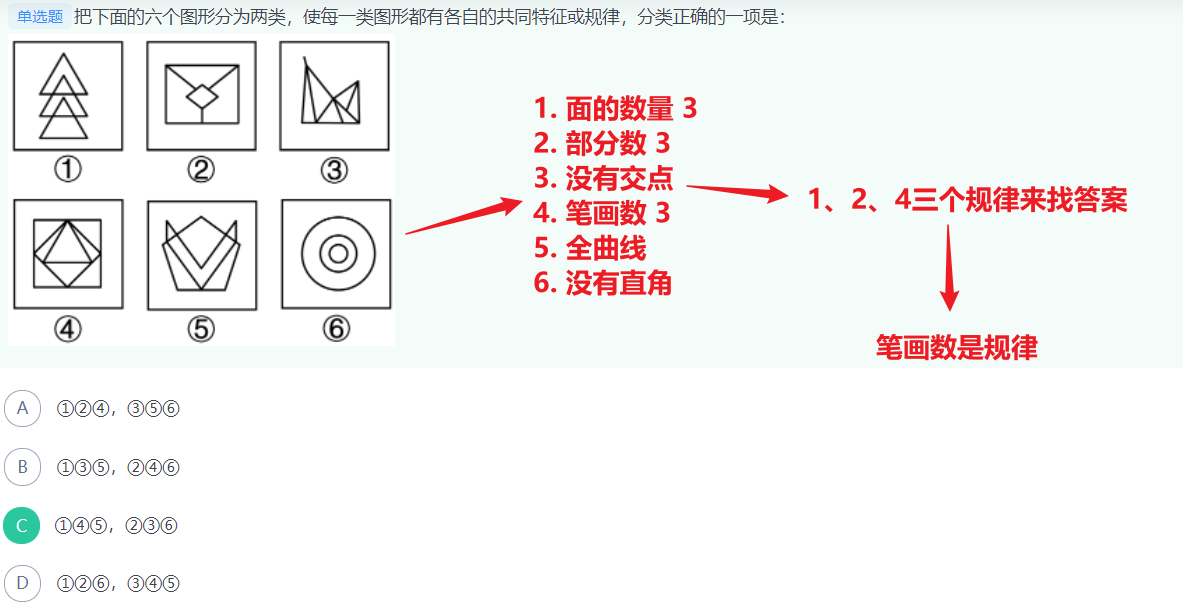 单选题 把下面的六个图形分为两类，使每一类图形都有各自的共同特征或规律，分类正确的一项是：
① ② ③
④ ⑤ ⑥
1. 面的数量 3
2. 部分数 3
3. 没有交点
4. 笔画数 3
5. 全曲线
6. 没有直角
1、2、4三个规律来找答案
笔画数是规律
A ①②④，③⑤⑥
B ①③⑤，②④⑥
C ①④⑤，②③⑥
D ①②⑥，③④⑤